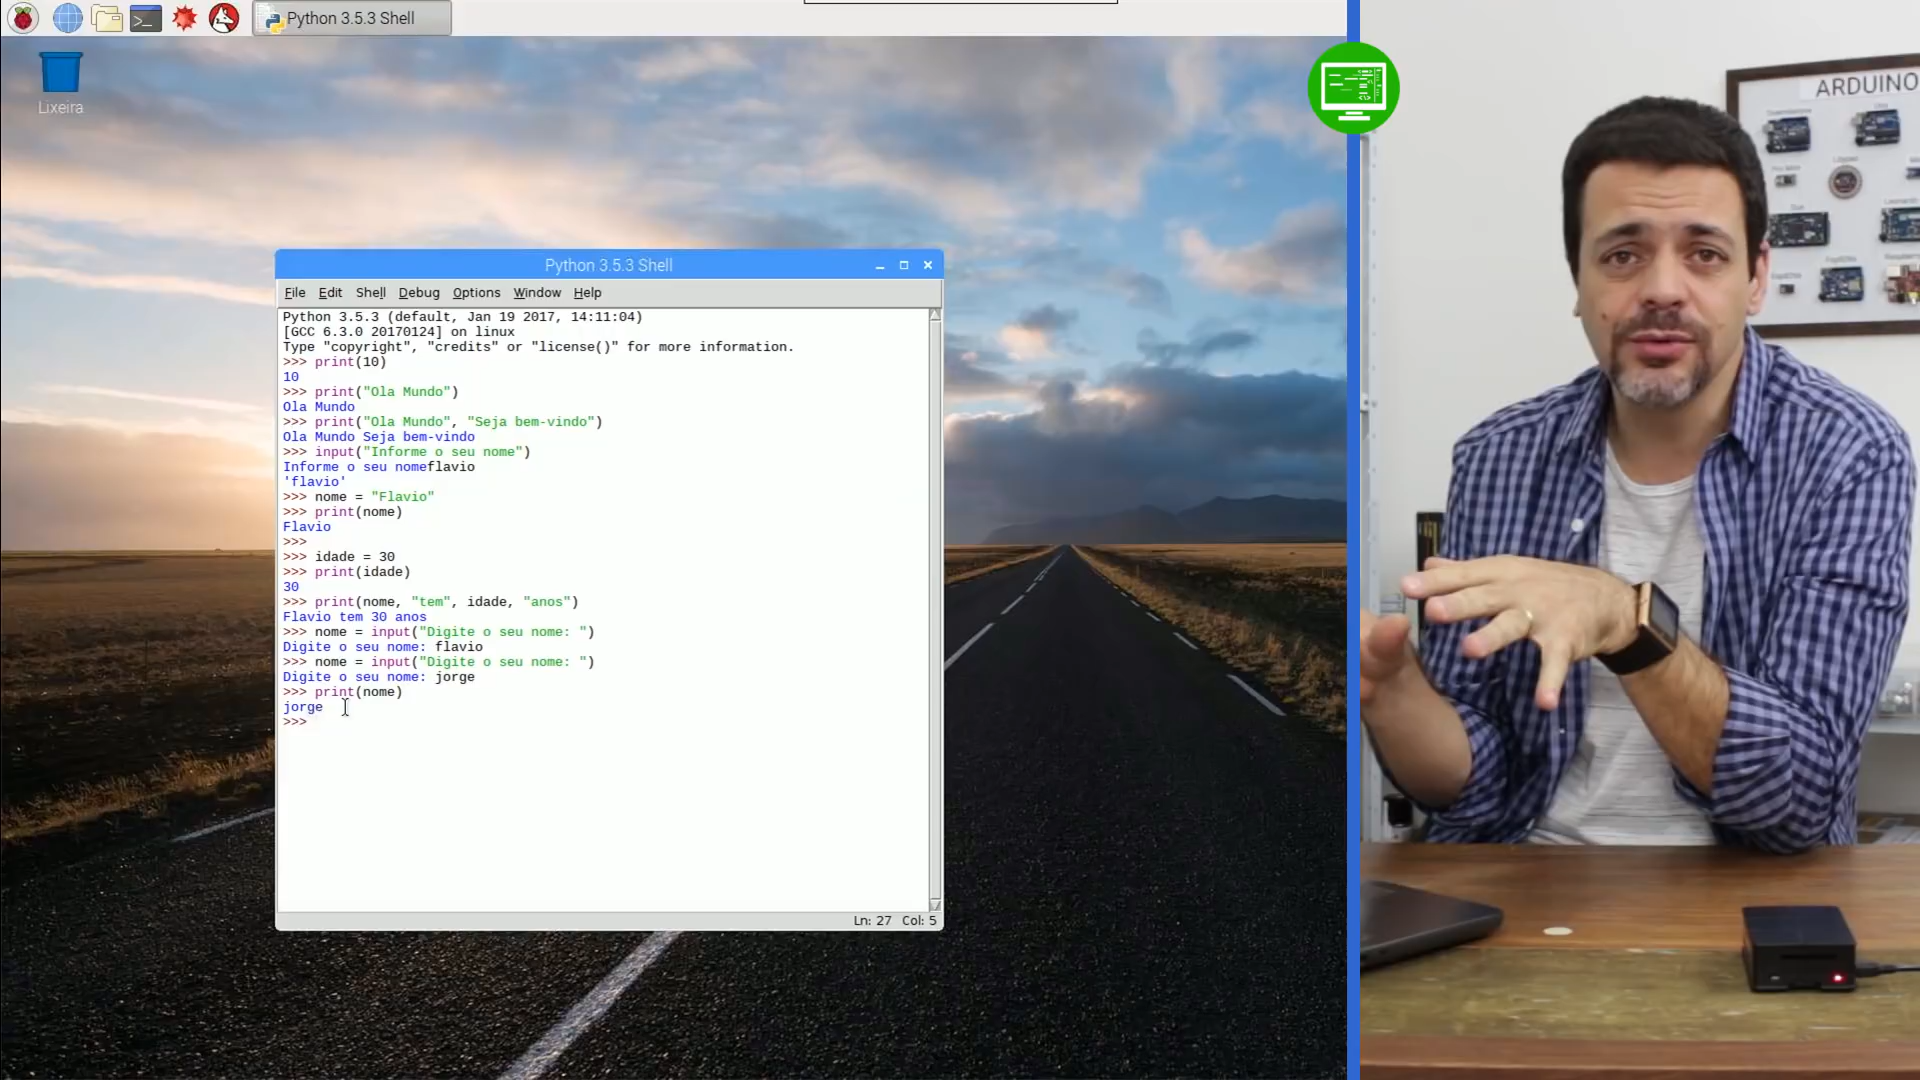 Python 3.5.3 Shell
Lixeira
Python 3.5.3 Shell
File Edit Shell Debug Options Window Help
Python 3.5.3 (default, Jan 19 2017, 14:11:04)
[GCC 6.3.0 20170124] on linux
Type "copyright", "credits" or "license()" for more information.
>>> print(10)
10
>>> print("Ola Mundo")
Ola Mundo
>>> print("Ola Mundo", "Seja bem-vindo")
Ola Mundo Seja bem-vindo
>>> input("Informe o seu nome")
Informe o seu nomeflavio
'flavio'
>>> nome = "Flavio"
>>> print(nome)
Flavio
>>>
>>> idade = 30
>>> print(idade)
30
>>> print(nome, "tem", idade, "anos")
Flavio tem 30 anos
>>> nome = input("Digite o seu nome: ")
Digite o seu nome: flavio
>>> nome = input("Digite o seu nome: ")
Digite o seu nome: jorge
>>> print(nome)
jorge
>>>
Ln: 27 Col: 5
ARDUINO